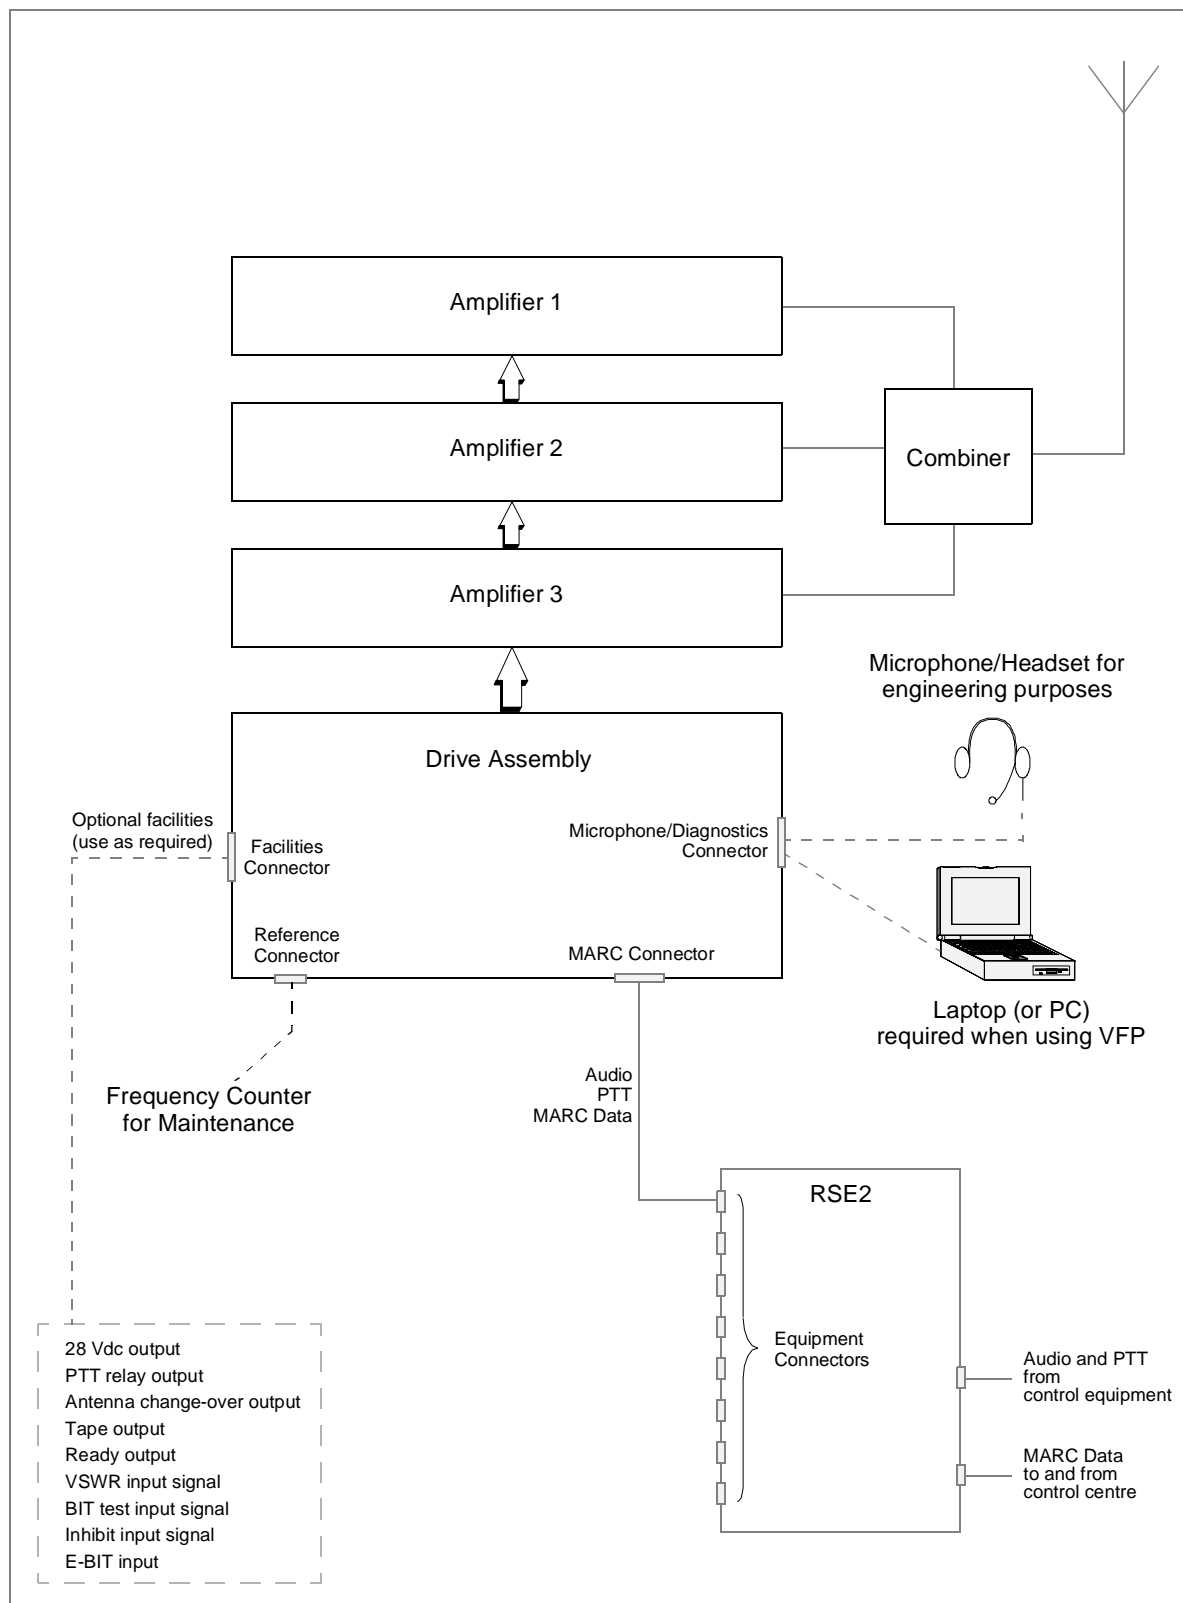 Amplifier 1
Amplifier 2
Combiner
Amplifier 3
Microphone/Headset for
engineering purposes
Drive Assembly
Optional facilities
(use as required)
Facilities
Connector
Microphone/Diagnostics
Connector
Reference
Connector
MARC Connector
Laptop (or PC)
required when using VFP
Frequency Counter
for Maintenance
Audio
PTT
MARC Data
RSE2
Equipment
Connectors
Audio and PTT
from
control equipment
MARC Data
to and from
control centre
28 Vdc output
PTT relay output
Antenna change-over output
Tape output
Ready output
VSWR input signal
BIT test input signal
Inhibit input signal
E-BIT input